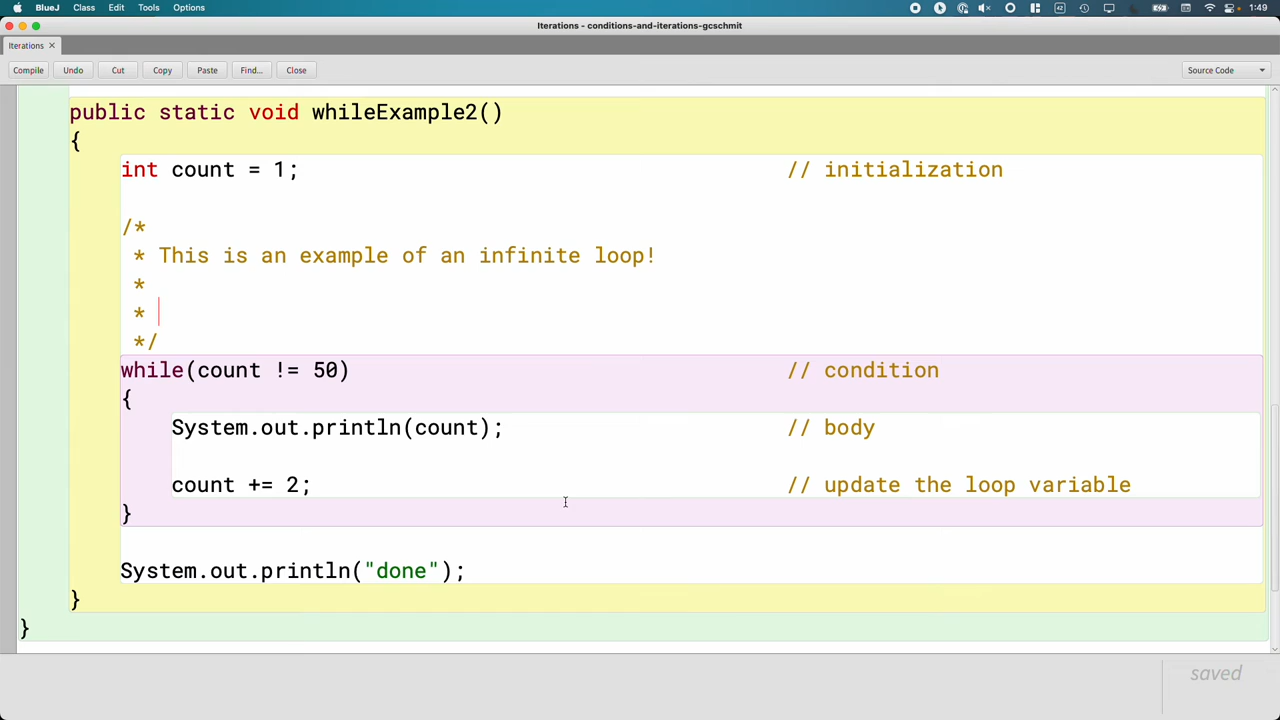 BlueJ Class Edit Tools Options 42 1:49
Iterations - conditions-and-iterations-gcschmit
Iterations ×
Compile Undo Cut Copy Paste Find... Close Source Code
public static void whileExample2()
{
int count = 1; // initialization
/*
* This is an example of an infinite loop!
*
*
*/
while(count != 50) // condition
{
System.out.println(count); // body
count += 2; // update the loop variable
}
System.out.println("done");
}
}
saved